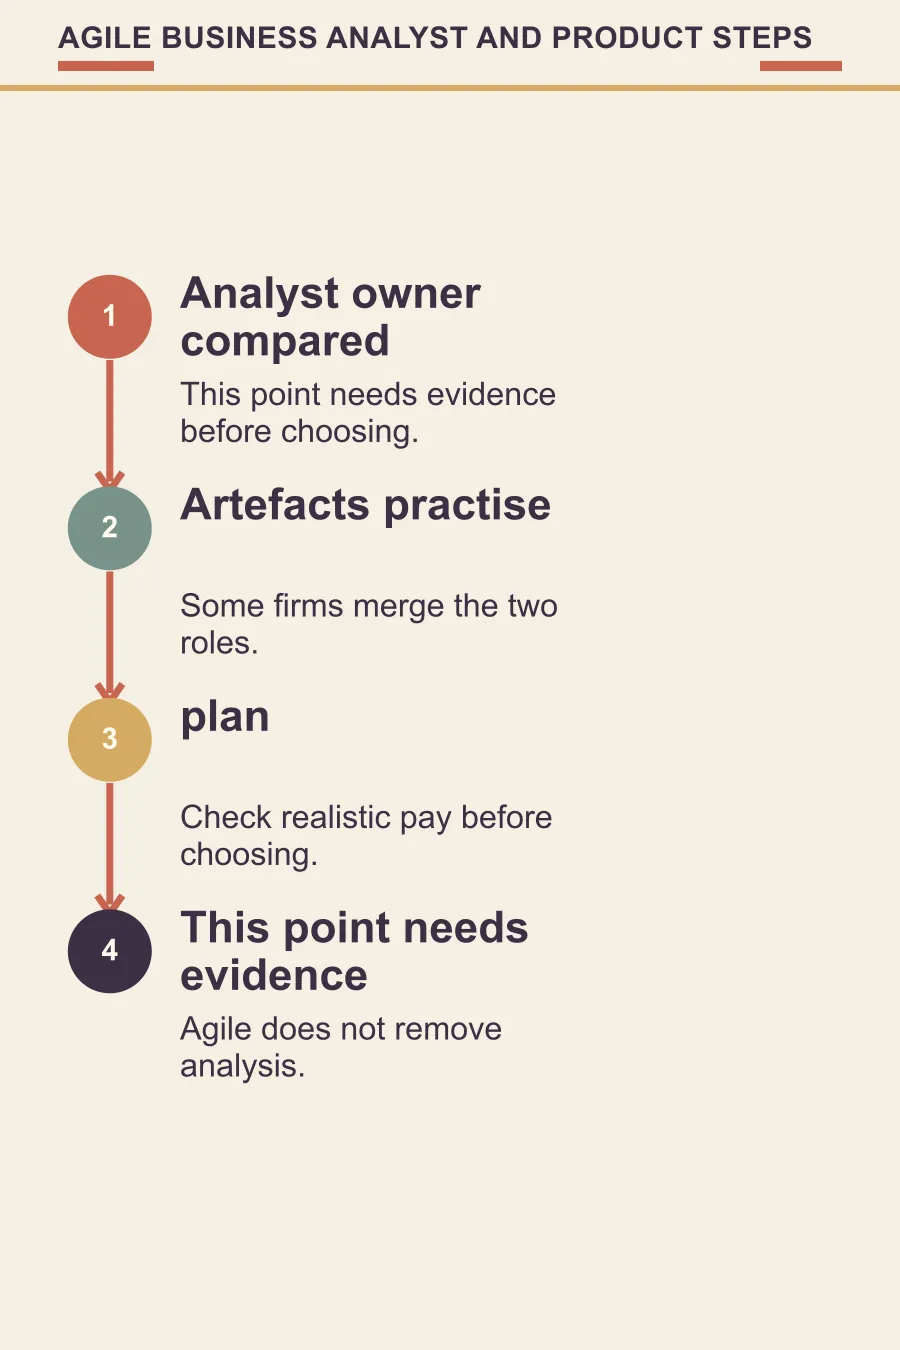 AGILE BUSINESS ANALYST AND PRODUCT STEPS
1
Analyst owner
compared
This point needs evidence
before choosing.
2
Artefacts practise
Some firms merge the two
roles.
3
plan
Check realistic pay before
choosing.
4
This point needs
evidence
Agile does not remove
analysis.